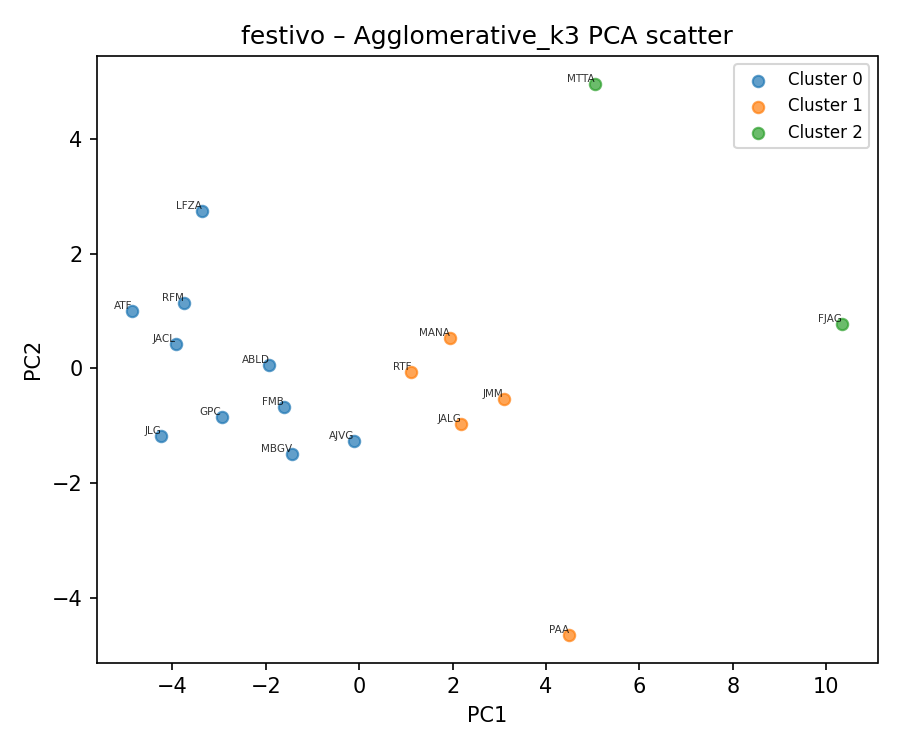 festivo – Agglomerative_k3 PCA scatter
MTTA
Cluster 0
Cluster 1
Cluster 2
4
LFZA
2
ATF
RFM
JACL
MANA
FJAG
ABLD
RTF
0
PC2
FMB
JMM
GPC
JALG
JLG
MBGV
AJVG
−2
−4
PAA
−4
−2
0
2
4
6
8
10
PC1